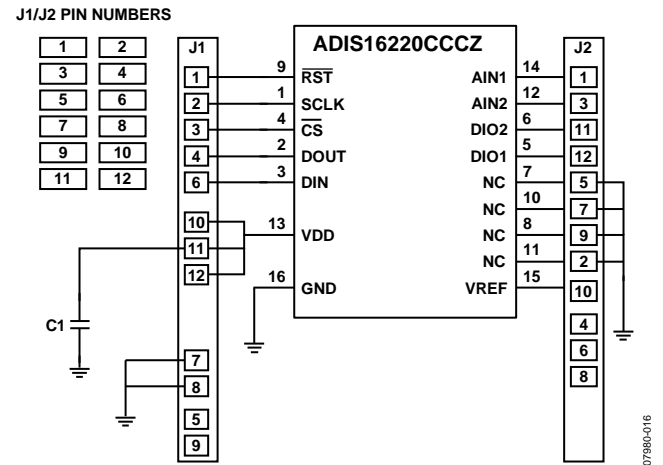 J1/J2 PIN NUMBERS
1 2
3 4
5 6
7 8
9 10
11 12
J1
1
2
3
4
6
10
11
12
7
8
5
9
C1
9
1
4
2
3
13
16
ADIS16220CCCZ
RST
SCLK
CS
DOUT
DIN
VDD
GND
AIN1
AIN2
DIO2
DIO1
NC
NC
NC
NC
VREF
14
12
6
5
7
10
8
11
15
J2
1
3
11
12
5
7
9
2
10
4
6
8
07980-016